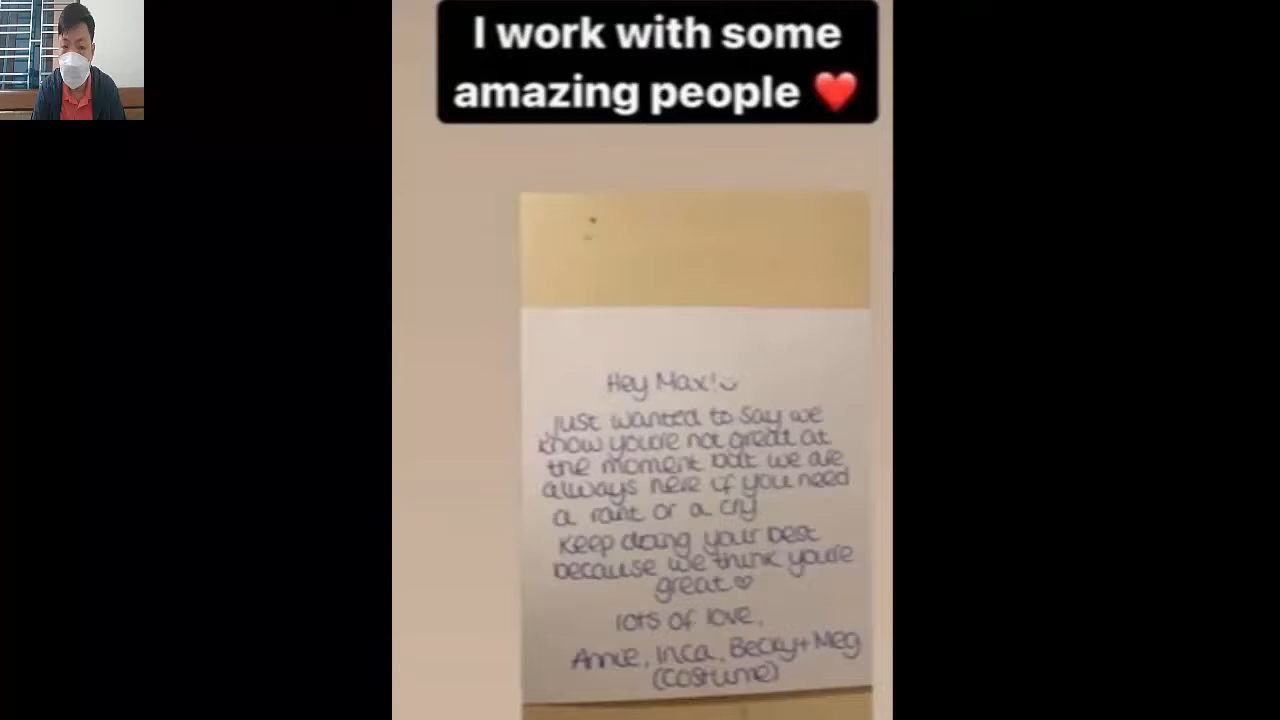 I work with some
amazing people ❤️
Hey Max!
Just wanted to say we
know you're not great at
the moment but we are
always here if you need
a rant or a cry
Keep doing your best
because we think you're
great ♡
lots of love,
Annie, Inca, Becky + Meg
(costume)